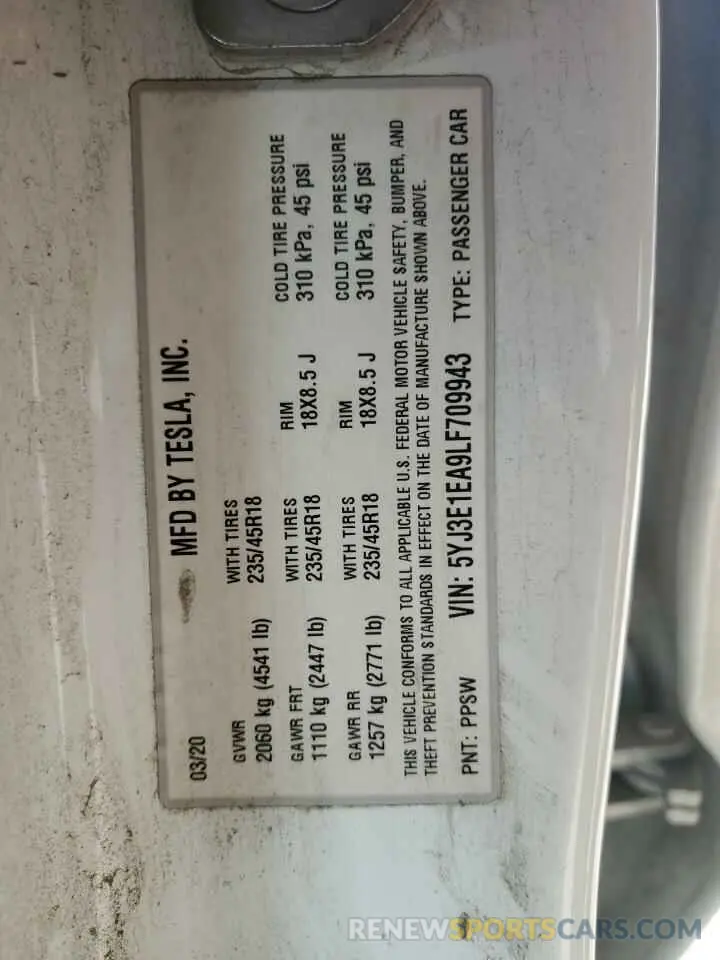 03/20 MFD BY TESLA, INC.
GVWR WITH TIRES
2060 kg (4541 lb) 235/45R18
GAWR FRT WITH TIRES RIM COLD TIRE PRESSURE
1110 kg (2447 lb) 235/45R18 18X8.5 J 310 kPa, 45 psi
GAWR RR WITH TIRES RIM COLD TIRE PRESSURE
1257 kg (2771 lb) 235/45R18 18X8.5 J 310 kPa, 45 psi
THIS VEHICLE CONFORMS TO ALL APPLICABLE U.S. FEDERAL MOTOR VEHICLE SAFETY, BUMPER, AND
THEFT PREVENTION STANDARDS IN EFFECT ON THE DATE OF MANUFACTURE SHOWN ABOVE.
PNT: PPSW VIN: 5YJ3E1EA9LF709943 TYPE: PASSENGER CAR
RENEWSPORTSCARS.COM